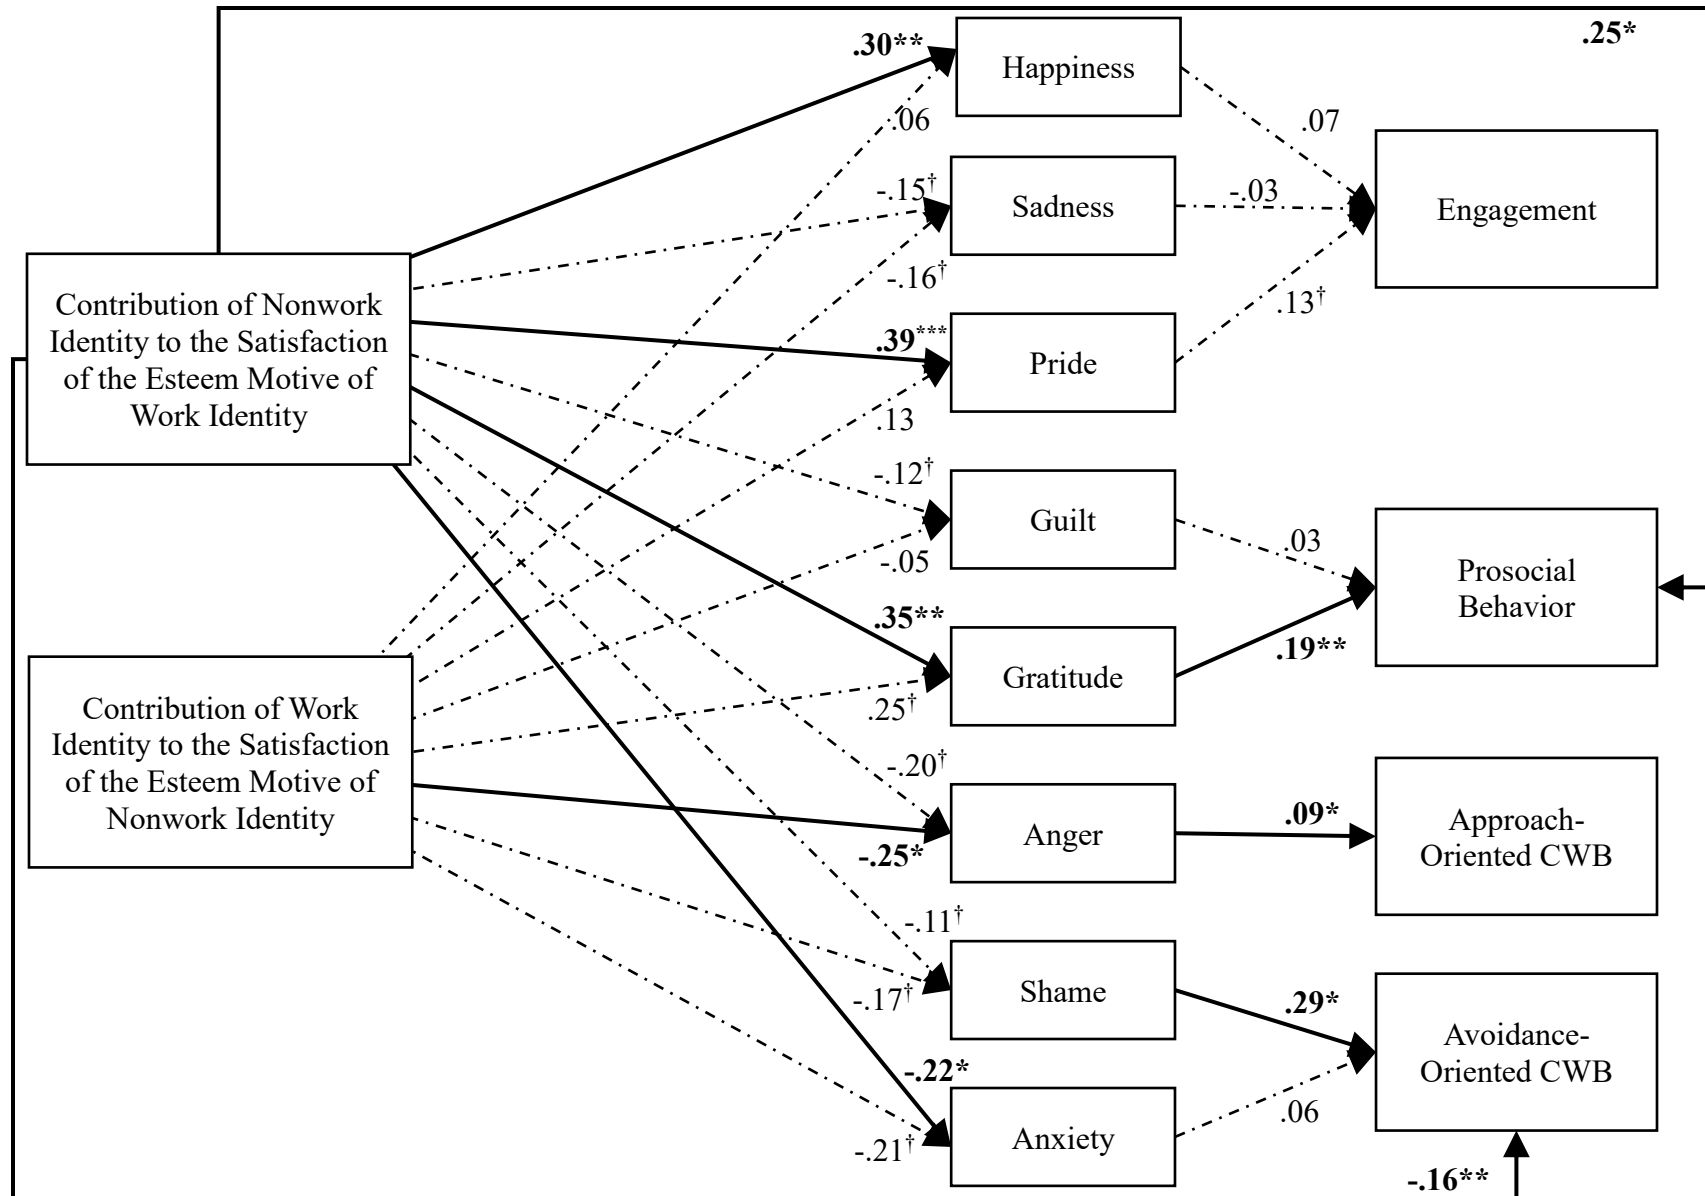 .25*
.30**
Happiness
.06
.07
-.15†
Sadness
-.03
Engagement
-.16†
.13†
Contribution of Nonwork
Identity to the Satisfaction
of the Esteem Motive of
Work Identity
.39***
Pride
.13
-.12†
Guilt
.03
-.05
Prosocial
Behavior
.35**
Gratitude
.19**
.25†
Contribution of Work
Identity to the Satisfaction
of the Esteem Motive of
Nonwork Identity
-.20†
Anger
.09*
Approach-
Oriented CWB
-.25*
-.11†
Shame
.29*
-.17†
Avoidance-
Oriented CWB
-.22*
Anxiety
.06
-.21†
-.16**